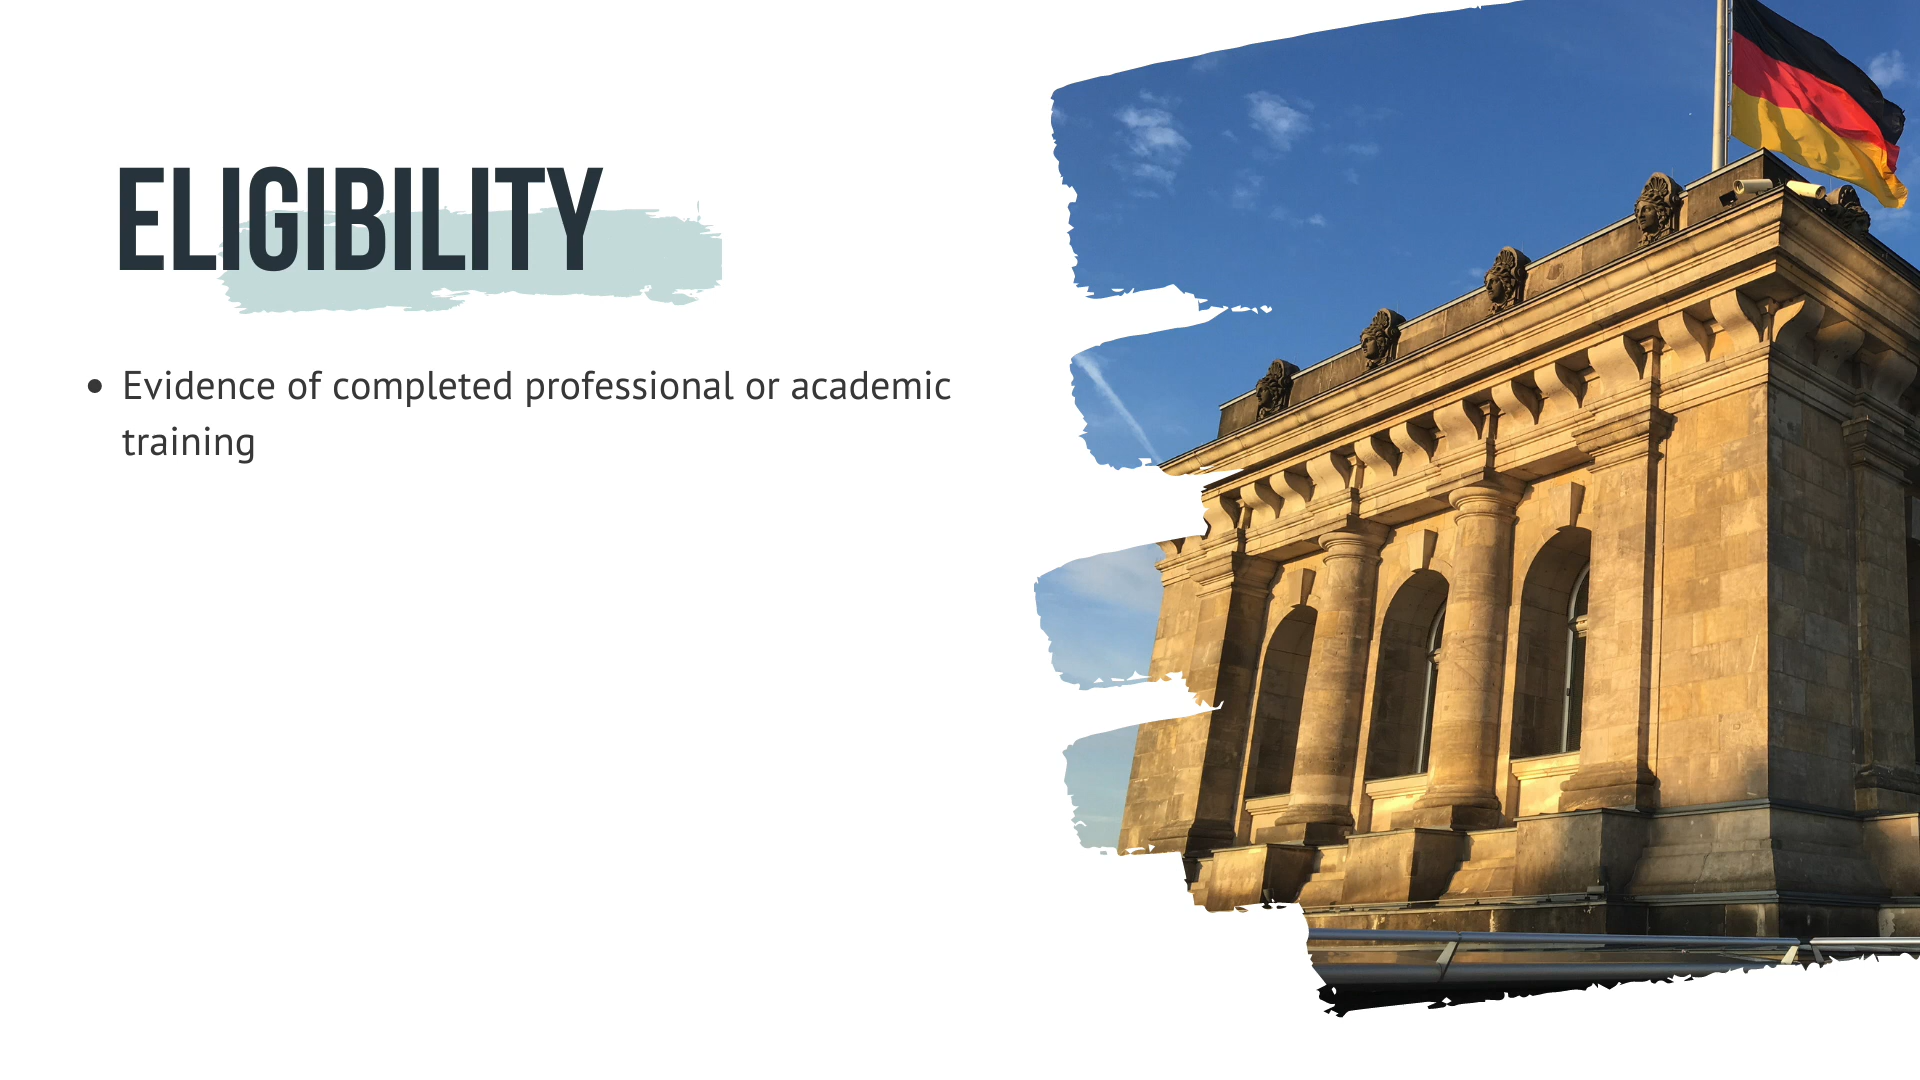 ELIGIBILITY
• Evidence of completed professional or academic
training